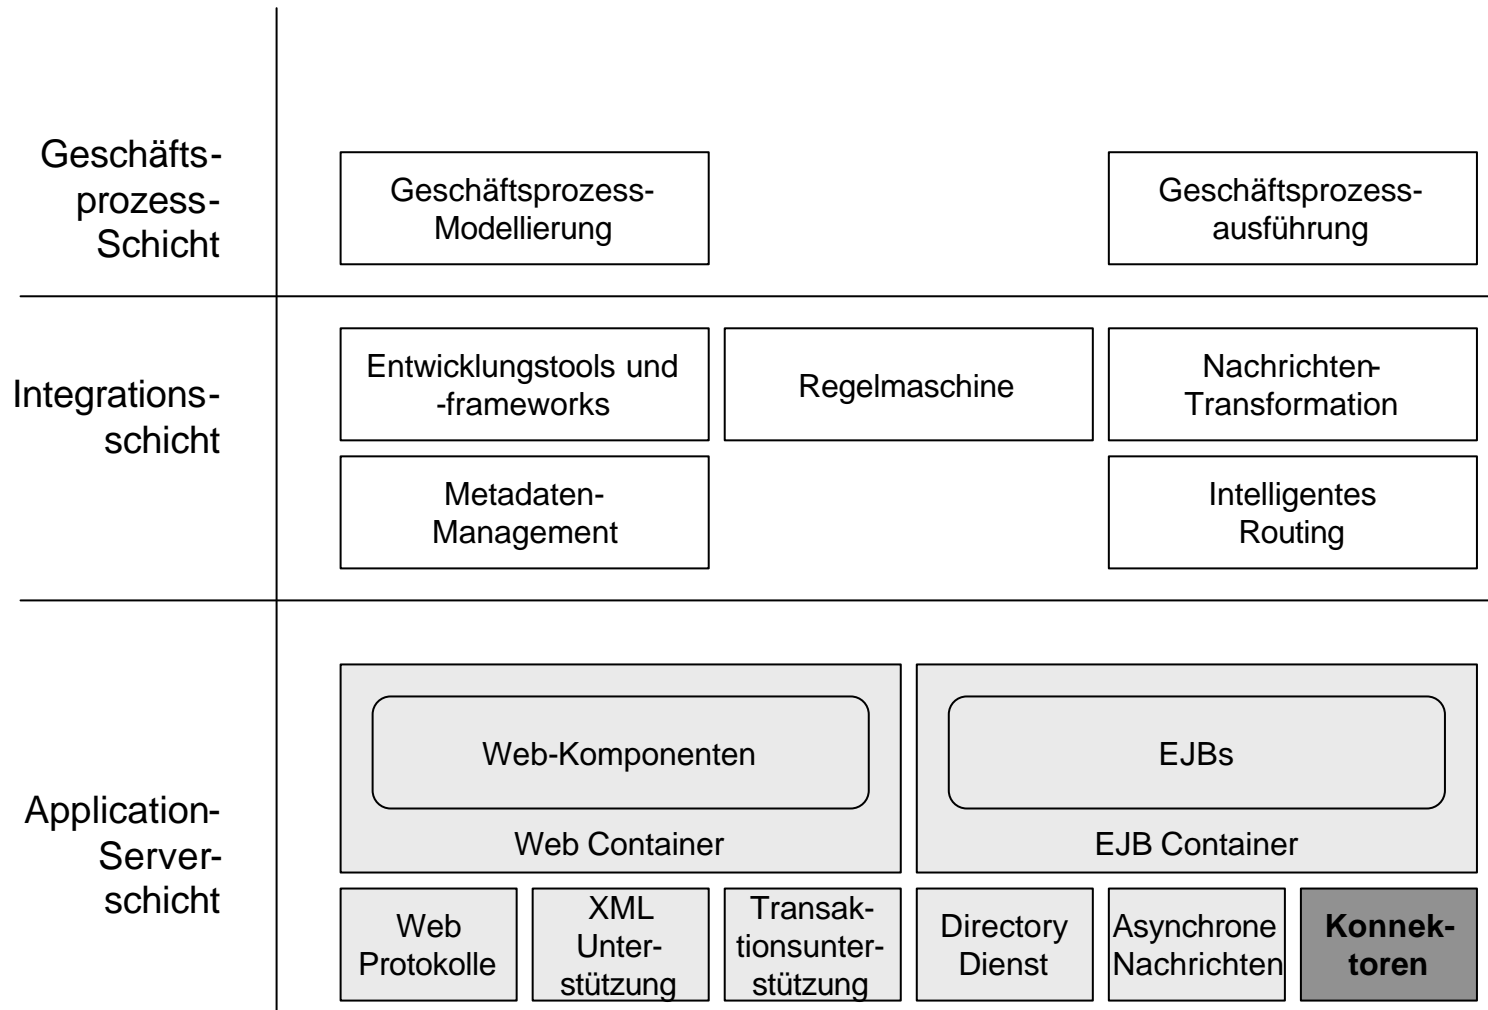 Geschäfts-
prozess-
Schicht
Geschäftsprozess-
Modellierung
Geschäftsprozess-
ausführung
Integrations-
schicht
Entwicklungstools und
-frameworks
Regelmaschine
Nachrichten-
Transformation
Metadaten-
Management
Intelligentes
Routing
Application-
Server-
schicht
Web-Komponenten
Web Container
EJBs
EJB Container
Web
Protokolle
XML
Unter-
stützung
Transak-
tionsunter-
stützung
Directory
Dienst
Asynchrone
Nachrichten
Konnek-
toren